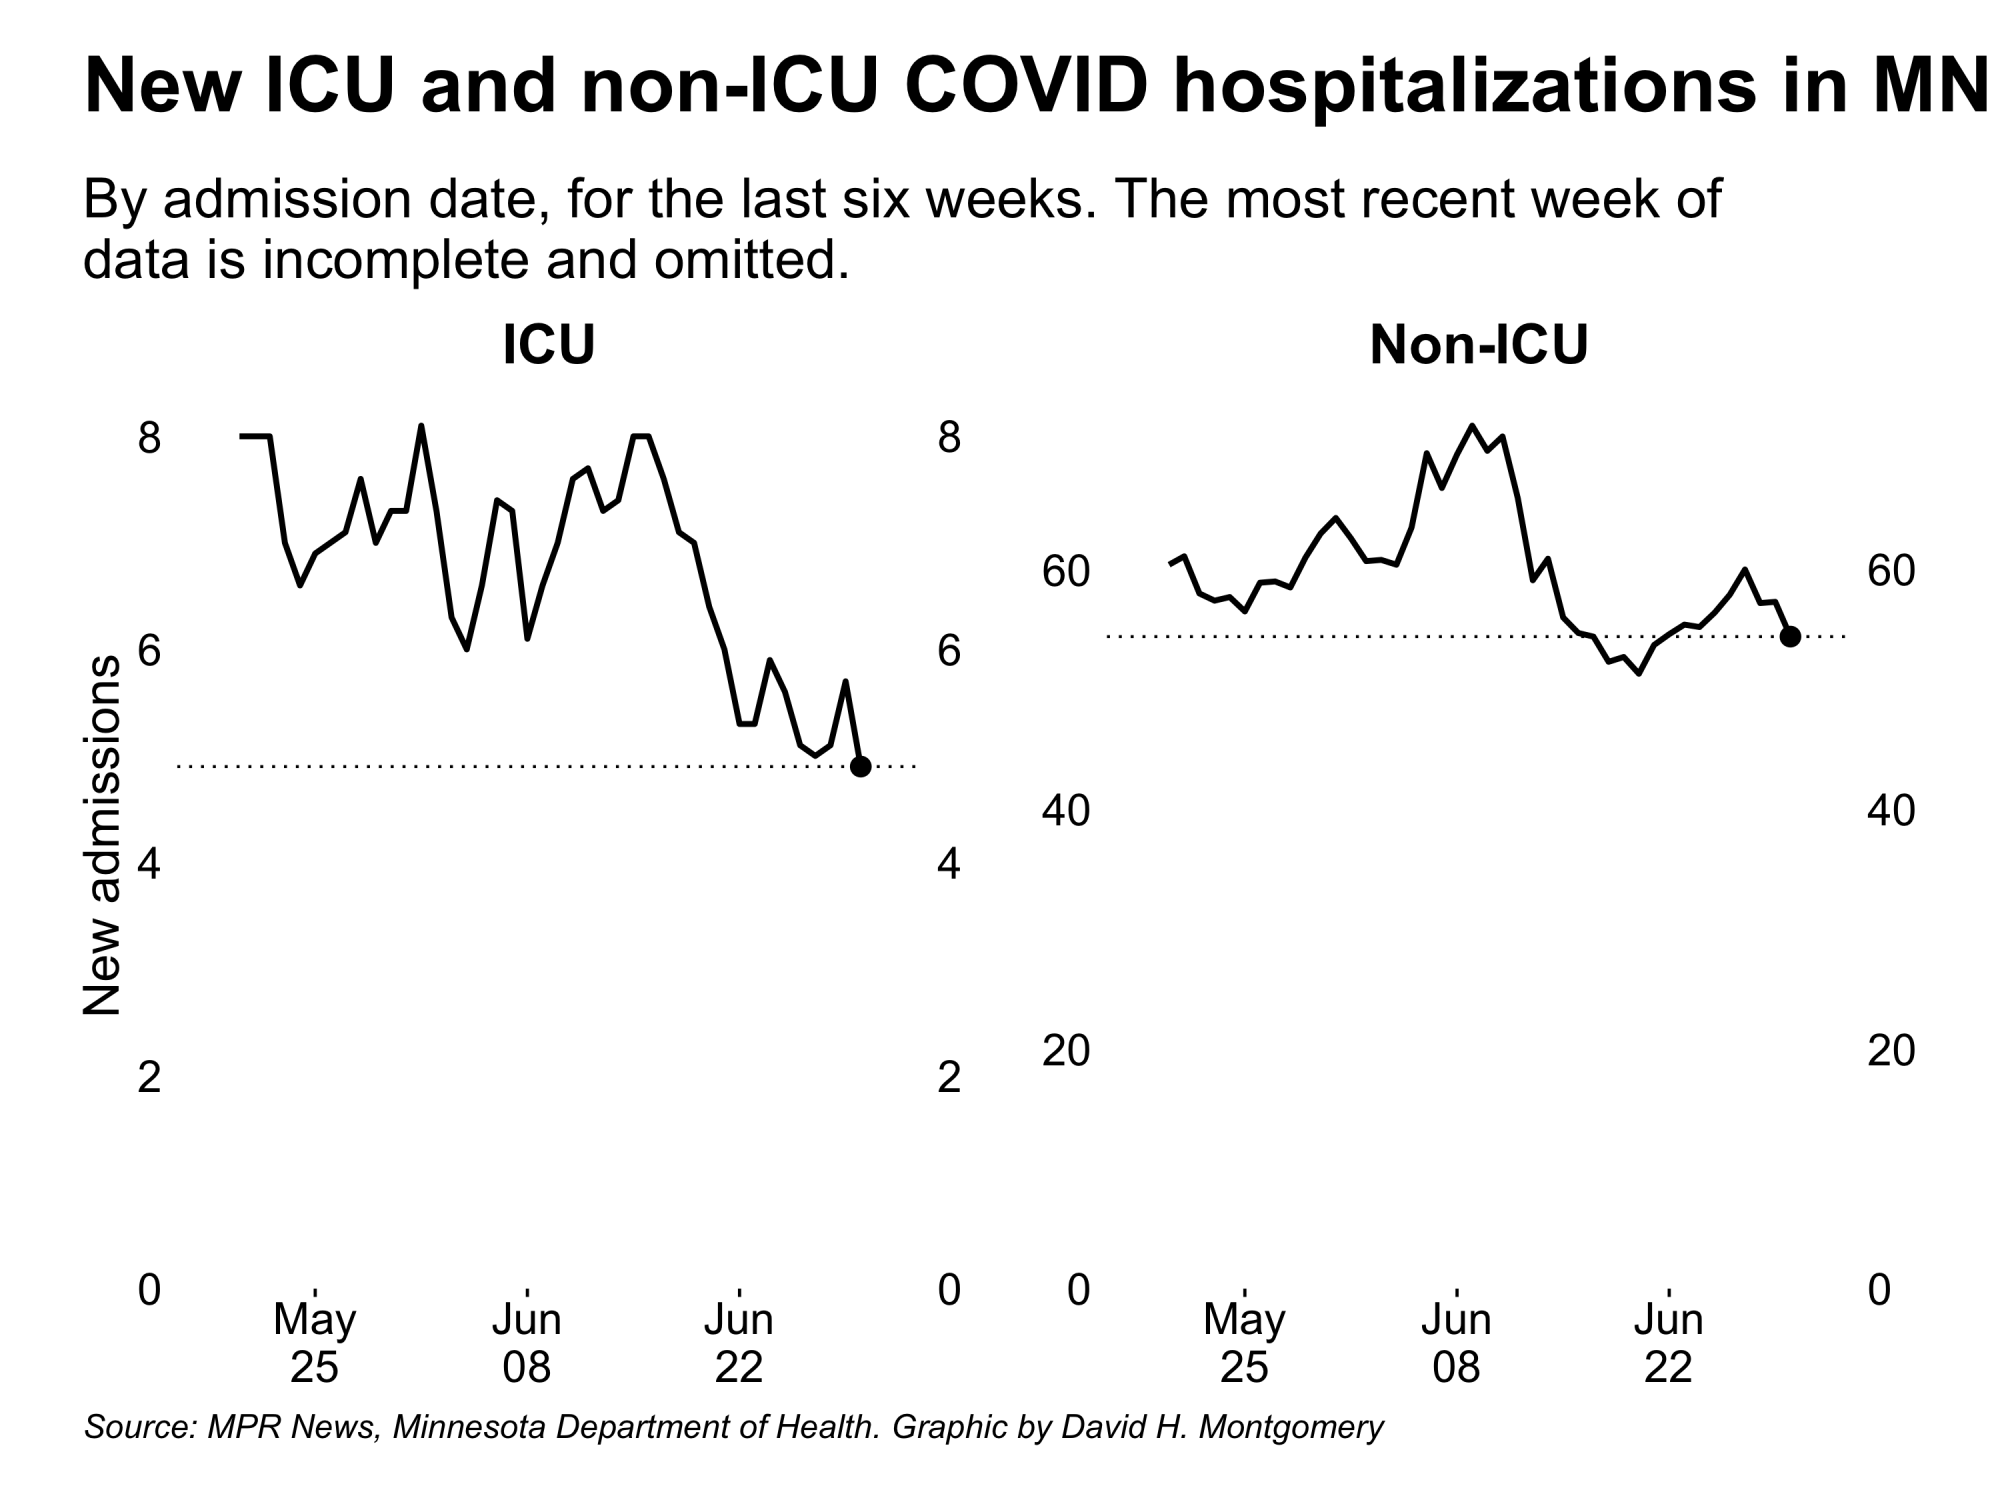 New ICU and non-ICU COVID hospitalizations in MN
By admission date, for the last six weeks. The most recent week of
data is incomplete and omitted.
ICU
Non-ICU
New admissions
8
6
4
2
0
8
6
4
2
0
60
40
20
0
60
40
20
0
May
25
Jun
08
Jun
22
May
25
Jun
08
Jun
22
Source: MPR News, Minnesota Department of Health. Graphic by David H. Montgomery